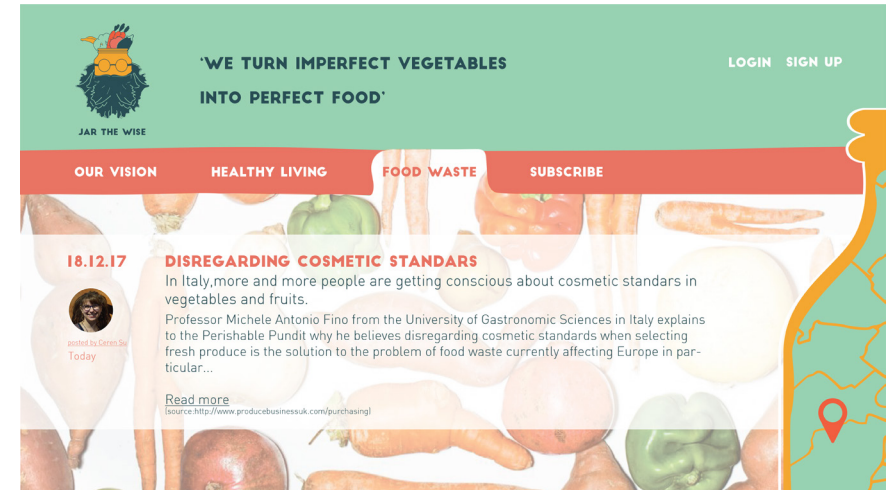 'WE TURN IMPERFECT VEGETABLES
INTO PERFECT FOOD'
LOGIN SIGN UP
JAR THE WISE
OUR VISION HEALTHY LIVING FOOD WASTE SUBSCRIBE
18.12.17
DISREGARDING COSMETIC STANDARS
In Italy,more and more people are getting conscious about cosmetic standars in
vegetables and fruits.
Professor Michele Antonio Fino from the University of Gastronomic Sciences in Italy explains
to the Perishable Pundit why he believes disregarding cosmetic standards when selecting
fresh produce is the solution to the problem of food waste currently affecting Europe in par-
ticular...
posted by Ceren Su
Today
Read more
[source:http://www.producebusinessuk.com/purchasing]